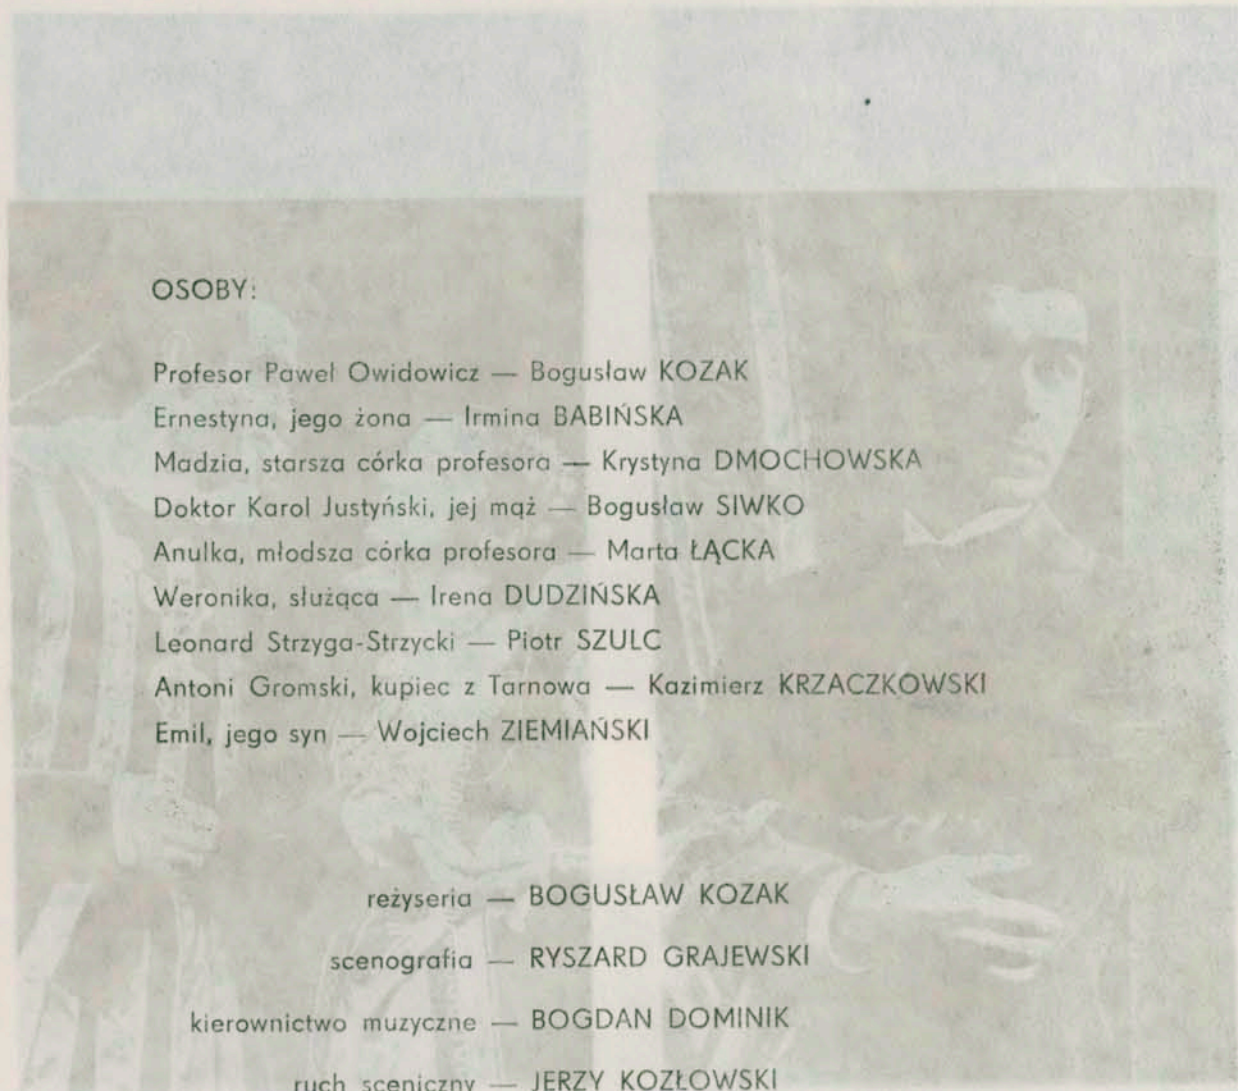 OSOBY:
Profesor Paweł Owidowicz — Bogusław KOZAK
Ernestyna, jego żona — Irmina BABIŃSKA
Madzia, starsza córka profesora — Krystyna DMOCHOWSKA
Doktor Karol Justyński, jej mąż — Bogusław SIWKO
Anulka, młodsza córka profesora — Marta ŁĄCKA
Weronika, służąca — Irena DUDZIŃSKA
Leonard Strzyga-Strzycki — Piotr SZULC
Antoni Gromski, kupiec z Tarnowa — Kazimierz KRZACZKOWSKI
Emil, jego syn — Wojciech ZIEMIAŃSKI
reżyseria — BOGUSŁAW KOZAK
scenografia — RYSZARD GRAJEWSKI
kierownictwo muzyczne — BOGDAN DOMINIK
ruch sceniczny — JERZY KOZŁOWSKI